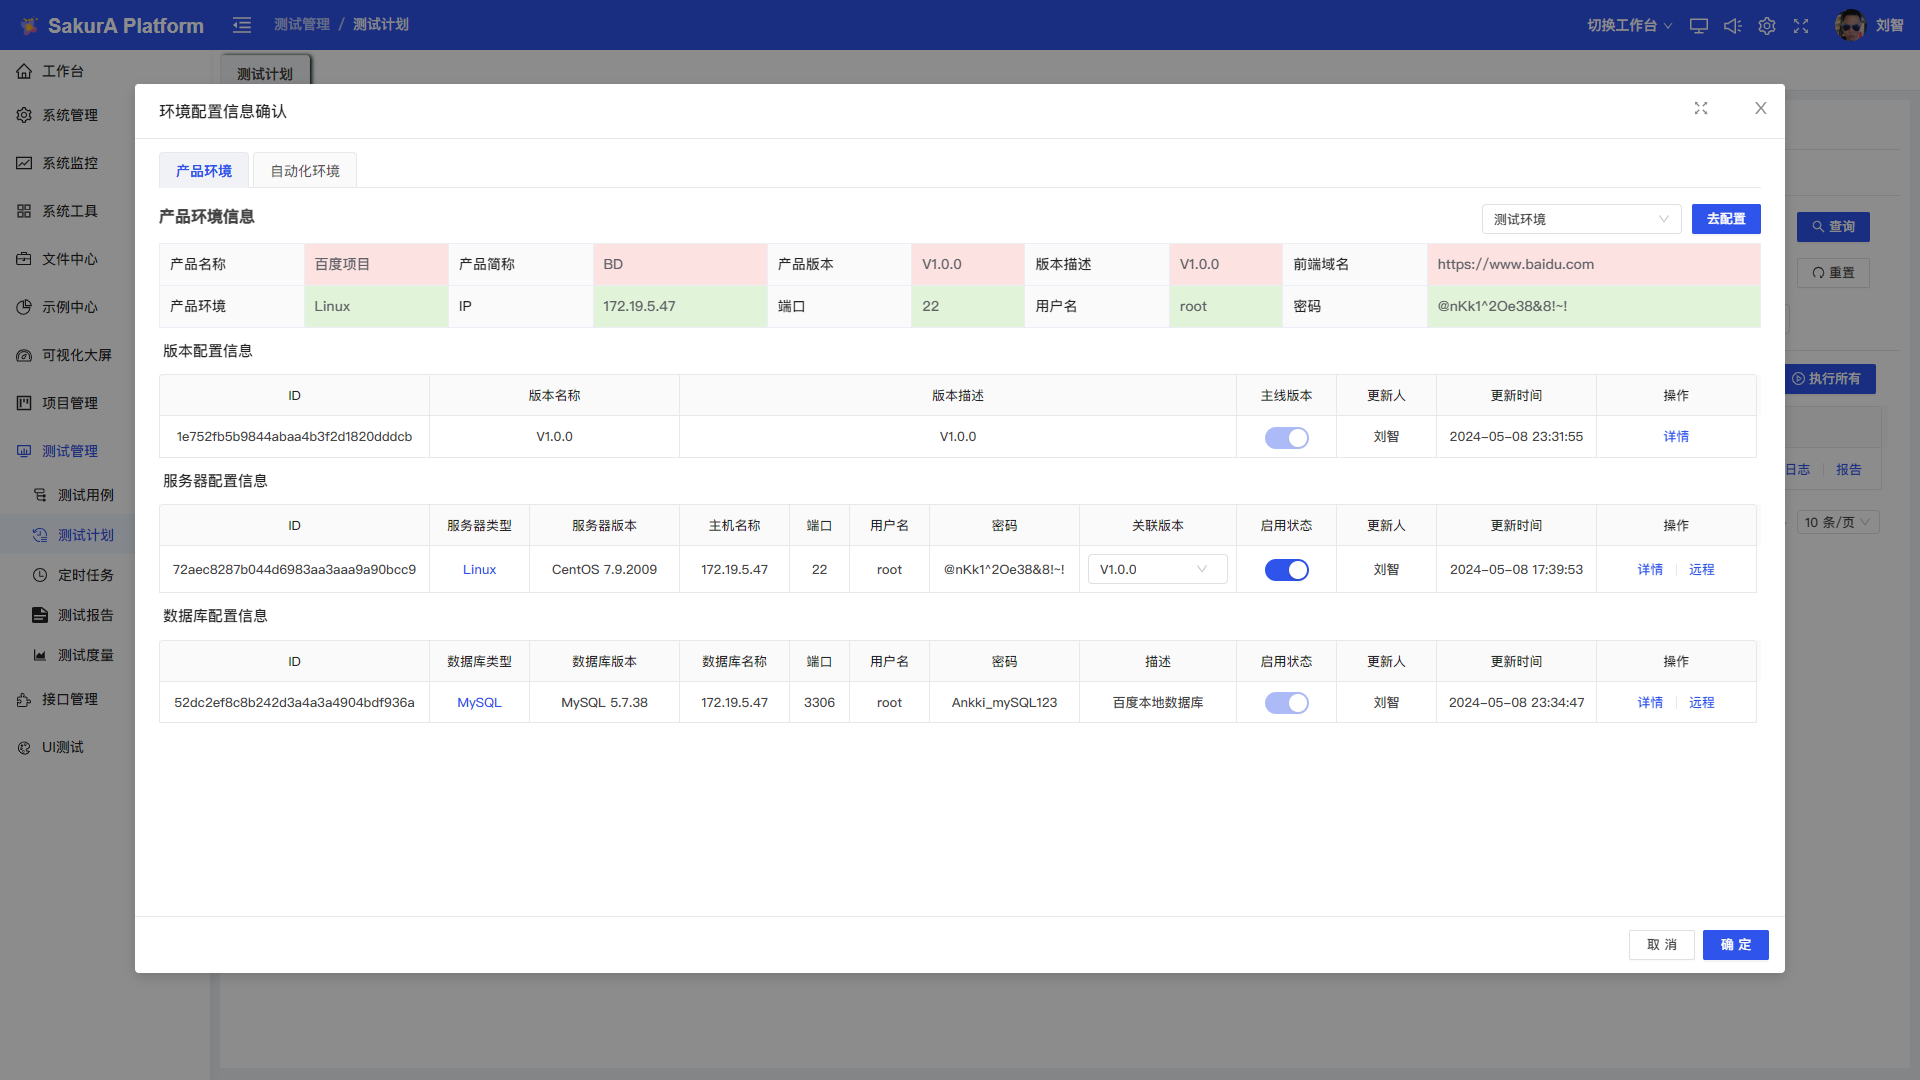 SakurA Platform
测试管理 / 测试计划
切换工作台
刘智
工作台
系统管理
系统监控
系统工具
文件中心
示例中心
可视化大屏
项目管理
测试管理
测试用例
测试计划
定时任务
测试报告
测试度量
接口管理
UI测试
测试计划
环境配置信息确认
产品环境 自动化环境
产品环境信息 测试环境 去配置
产品名称 百度项目 产品简称 BD 产品版本 V1.0.0 版本描述 V1.0.0 前端域名 https://www.baidu.com
产品环境 Linux IP 172.19.5.47 端口 22 用户名 root 密码 @nKk1^2Oe38&8!~!
版本配置信息
ID 版本名称 版本描述 主线版本 更新人 更新时间 操作
1e752fb5b9844abaa4b3f2d1820dddcb V1.0.0 V1.0.0 刘智 2024-05-08 23:31:55 详情
服务器配置信息
ID 服务器类型 服务器版本 主机名称 端口 用户名 密码 关联版本 启用状态 更新人 更新时间 操作
72aec8287b044d6983aa3aaa9a90bcc9 Linux CentOS 7.9.2009 172.19.5.47 22 root @nKk1^2Oe38&8!~! V1.0.0 刘智 2024-05-08 17:39:53 详情 远程
数据库配置信息
ID 数据库类型 数据库版本 数据库名称 端口 用户名 密码 描述 启用状态 更新人 更新时间 操作
52dc2ef8c8b242d3a4a3a4904bdf936a MySQL MySQL 5.7.38 172.19.5.47 3306 root Ankki_mySQL123 百度本地数据库 刘智 2024-05-08 23:34:47 详情 远程
取 消 确 定
查询
重置
执行所有
日志 报告
10 条/页